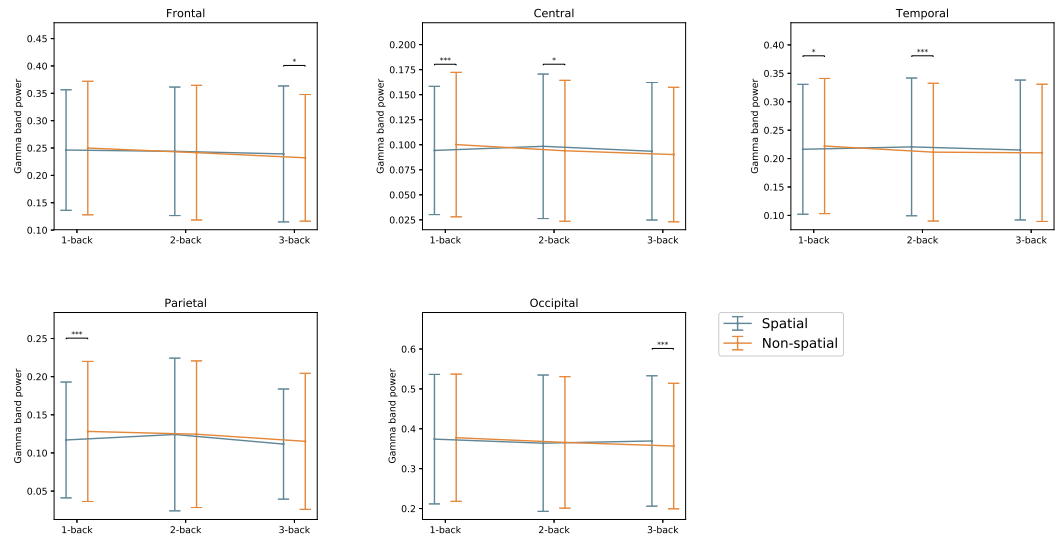 Frontal
Gamma band power
0.45
0.40
0.35
0.30
0.25
0.20
0.15
0.10
*
1-back
2-back
3-back
Central
Gamma band power
0.200
0.175
0.150
0.125
0.100
0.075
0.050
0.025
***
*
1-back
2-back
3-back
Temporal
Gamma band power
0.40
0.35
0.30
0.25
0.20
0.15
0.10
*
***
1-back
2-back
3-back
Parietal
Gamma band power
0.25
0.20
0.15
0.10
0.05
***
1-back
2-back
3-back
Occipital
Gamma band power
0.6
0.5
0.4
0.3
0.2
***
1-back
2-back
3-back
Spatial
Non-spatial